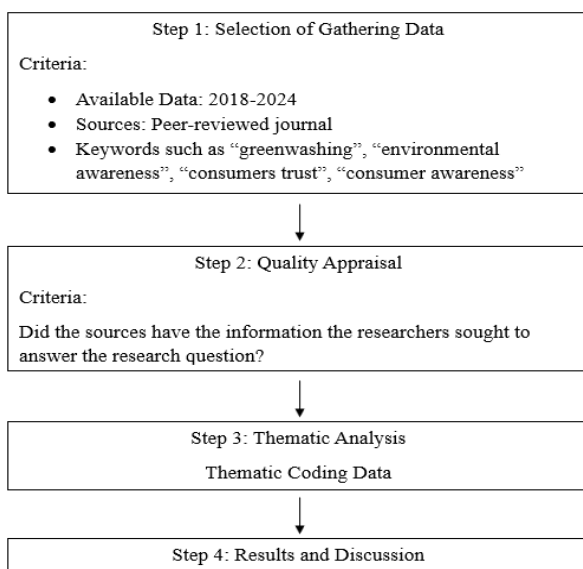 Step 1: Selection of Gathering Data
Criteria:
• Available Data: 2018-2024
• Sources: Peer-reviewed journal
• Keywords such as “greenwashing”, “environmental
awareness”, “consumers trust”, “consumer awareness”
Step 2: Quality Appraisal
Criteria:
Did the sources have the information the researchers sought to
answer the research question?
Step 3: Thematic Analysis
Thematic Coding Data
Step 4: Results and Discussion